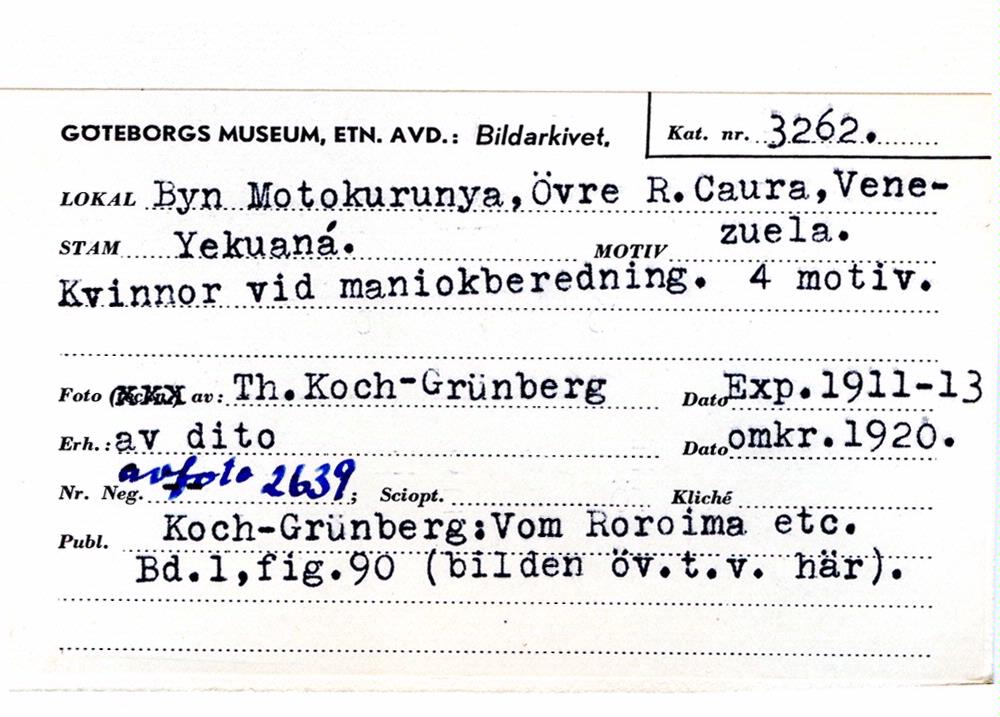 GÖTEBORGS MUSEUM, ETN. AVD.: Bildarkivet. Kat. nr. 3262.
LOKAL Byn Motokurunya, Övre R. Caura, Vene-
STAM Yekuaná. MOTIV zuela.
Kvinnor vid maniokberedning. 4 motiv.
Foto av: Th. Koch-Grünberg Dato Exp. 1911-13
Erh.: av dito Dato omkr. 1920.
Nr. Neg. avfoto 2639; Sciopt. Kliché
Publ. Koch-Grünberg: Vom Roroima etc.
Bd. 1, fig. 90 (bilden öv.t.v. här).